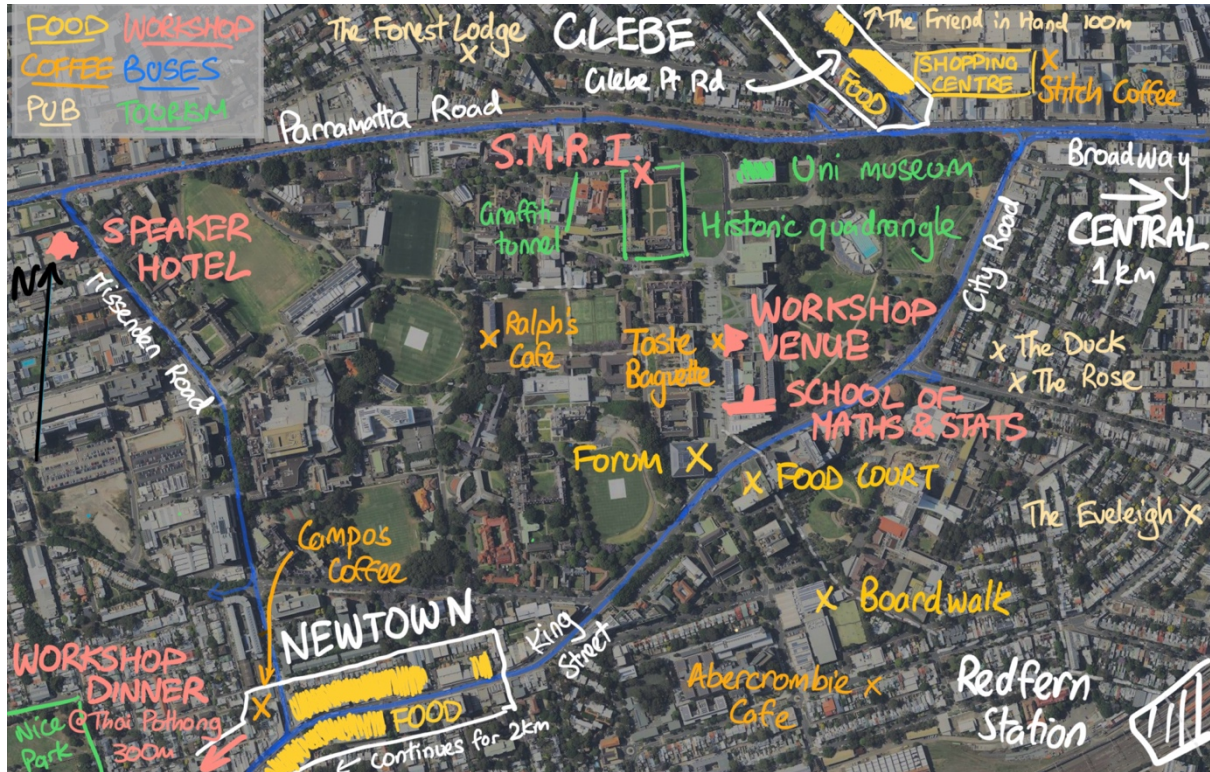 FOOD WORKSHOP
COFFEE BUSES
PUB TOURISM
The Forest Lodge
GLEBE
Glebe Pt Rd
FOOD
The Friend in Hand 100m
SHOPPING
CENTRE
Stitch Coffee
Parramatta Road
S.M.R.I.
Graffiti
tunnel
Uni museum
Historic quadrangle
Broadway
CENTRAL
1km
City Road
SPEAKER
HOTEL
N
Missenden Road
Ralph's
Cafe
Taste
Baguette
WORKSHOP
VENUE
The Duck
The Rose
SCHOOL OF
MATHS & STATS
Forum
FOOD COURT
The Eveleigh
Campos
Coffee
Boardwalk
NEWTOWN
King
Street
WORKSHOP
DINNER
@Thai Pothong
300m
Nice
Park
FOOD
continues for 2km
Abercrombie
Cafe
Redfern
Station